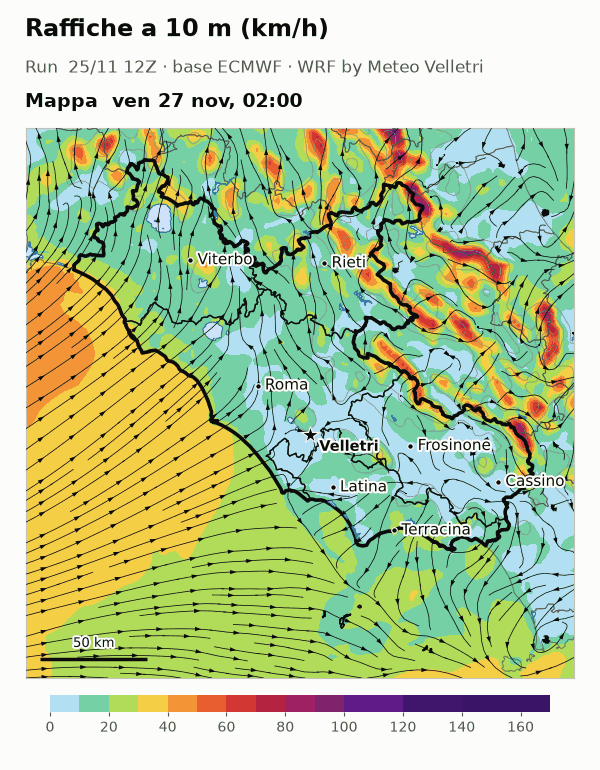 Raffiche a 10 m (km/h)
Run  25/11 12Z · base ECMWF · WRF by Meteo Velletri
Mappa  ven 27 nov, 02:00
Viterbo
Rieti
Roma
Velletri
Frosinone
Cassino
Latina
Terracina
50 km
0 20 40 60 80 100 120 140 160